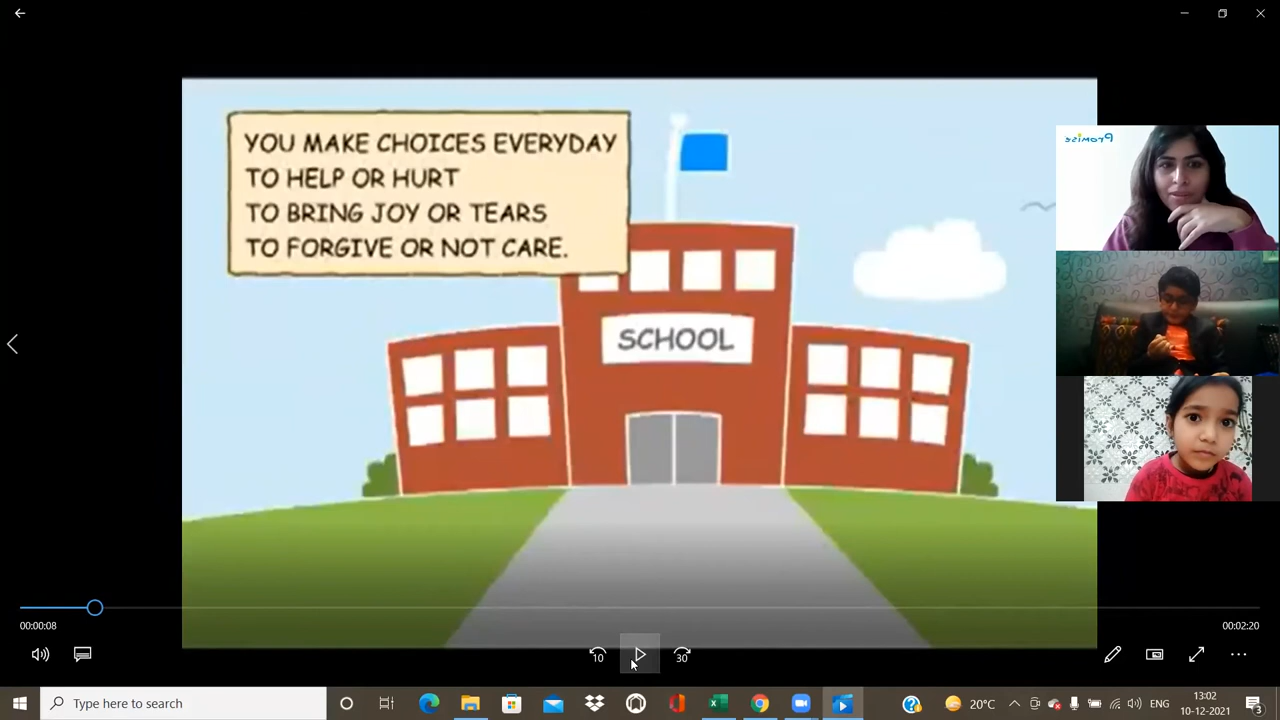 YOU MAKE CHOICES EVERYDAY
TO HELP OR HURT
TO BRING JOY OR TEARS
TO FORGIVE OR NOT CARE.
Promise
SCHOOL
00:00:08
00:02:20
10
30
Type here to search
20°C
ENG
13:02
10-12-2021
3